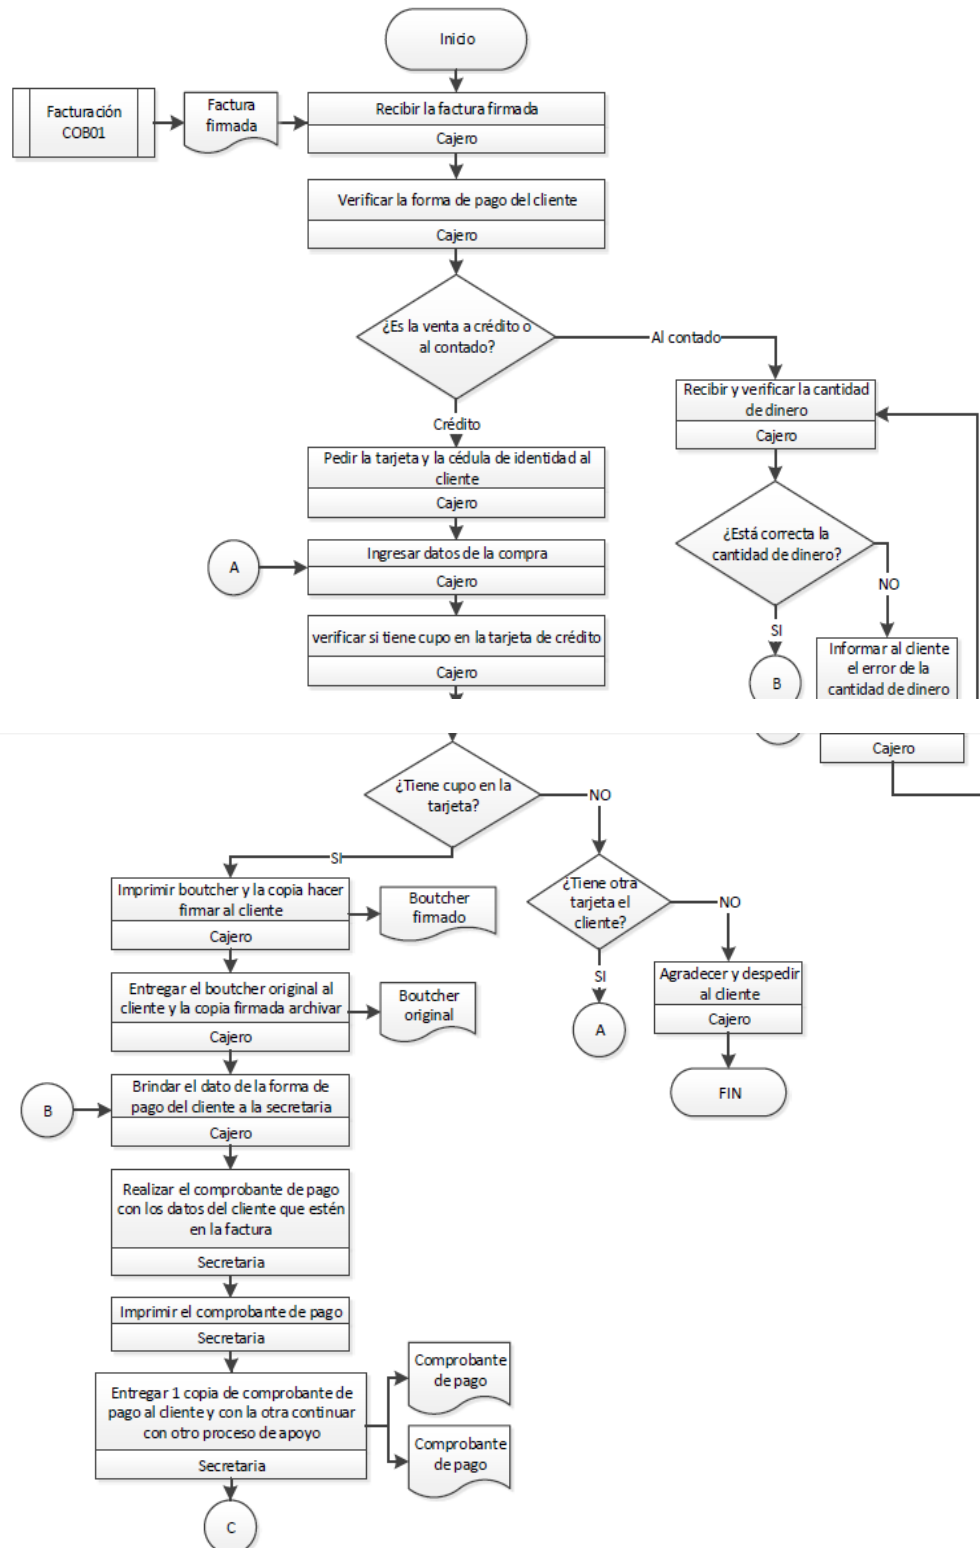 Inicio
Facturación
COB01
Factura
firmada
Recibir la factura firmada
Cajero
Verificar la forma de pago del cliente
Cajero
¿Es la venta a crédito o
al contado?
Al contado
Crédito
Recibir y verificar la cantidad
de dinero
Cajero
Pedir la tarjeta y la cédula de identidad al
cliente
Cajero
¿Está correcta la
cantidad de dinero?
A
Ingresar datos de la compra
Cajero
NO
SI
verificar si tiene cupo en la tarjeta de crédito
Cajero
B
Informar al cliente
el error de la
cantidad de dinero
Cajero
¿Tiene cupo en la
tarjeta?
NO
SI
Imprimir boutcher y la copia hacer
firmar al cliente
Cajero
Boutcher
firmado
¿Tiene otra
tarjeta el
cliente?
NO
SI
Entregar el boutcher original al
cliente y la copia firmada archivar
Cajero
Boutcher
original
A
Agradecer y despedir
al cliente
Cajero
FIN
B
Brindar el dato de la forma de
pago del cliente a la secretaria
Cajero
Realizar el comprobante de pago
con los datos del cliente que estén
en la factura
Secretaria
Imprimir el comprobante de pago
Secretaria
Entregar 1 copia de comprobante de
pago al cliente y con la otra continuar
con otro proceso de apoyo
Secretaria
Comprobante
de pago
Comprobante
de pago
C